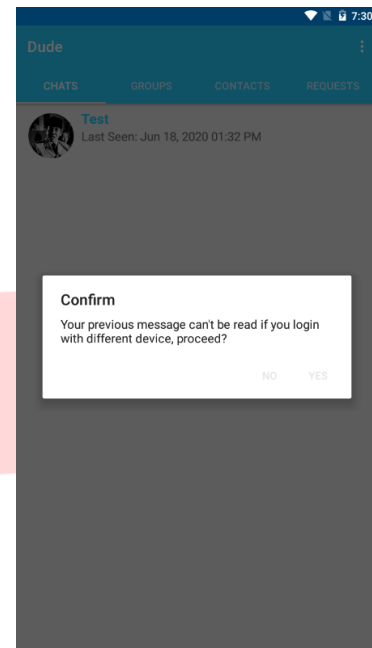 7:30
Dude
CHATS GROUPS CONTACTS REQUESTS
Test
Last Seen: Jun 18, 2020 01:32 PM
Confirm
Your previous message can't be read if you login
with different device, proceed?
NO YES